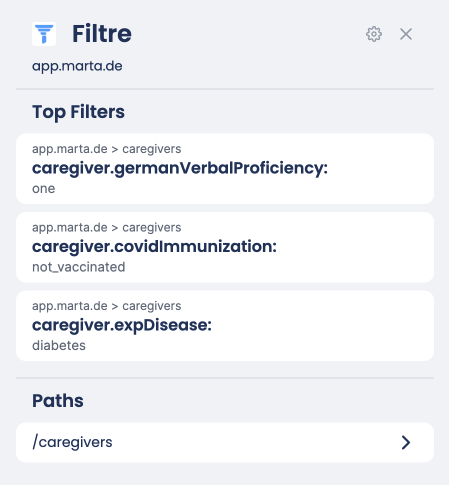 Filtre
app.marta.de
Top Filters
app.marta.de > caregivers
caregiver.germanVerbalProficiency:
one
app.marta.de > caregivers
caregiver.covidImmunization:
not_vaccinated
app.marta.de > caregivers
caregiver.expDisease:
diabetes
Paths
/caregivers